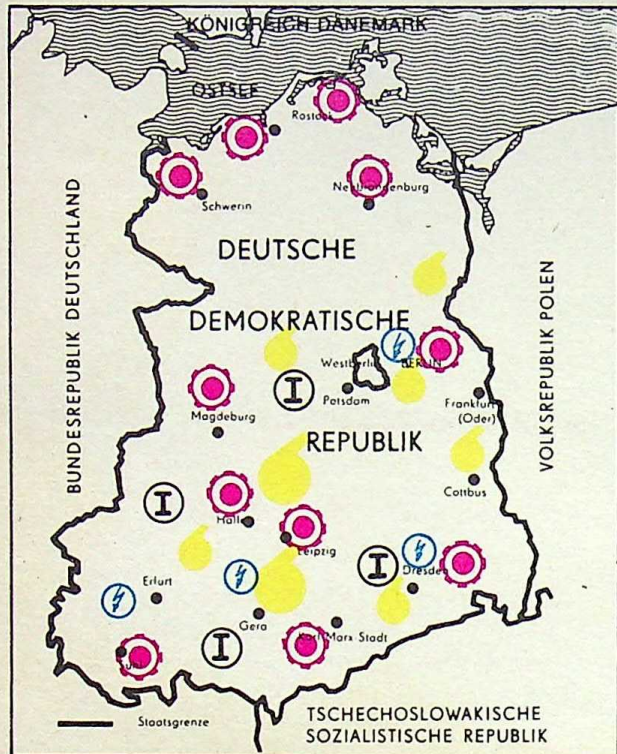 KÖNIGREICH DÄNEMARK
OSTSEE
Rostock
Schwerin
Neubrandenburg
BUNDESREPUBLIK DEUTSCHLAND
DEUTSCHE
DEMOKRATISCHE
REPUBLIK
VOLKSREPUBLIK POLEN
Westberlin
BERLIN
Potsdam
Frankfurt
(Oder)
Magdeburg
I
Cottbus
I
Halle
Leipzig
I
Dresden
Erfurt
Gera
Karl-Marx-Stadt
I
Suhl
Staatsgrenze
TSCHECHOSLOWAKISCHE
SOZIALISTISCHE REPUBLIK